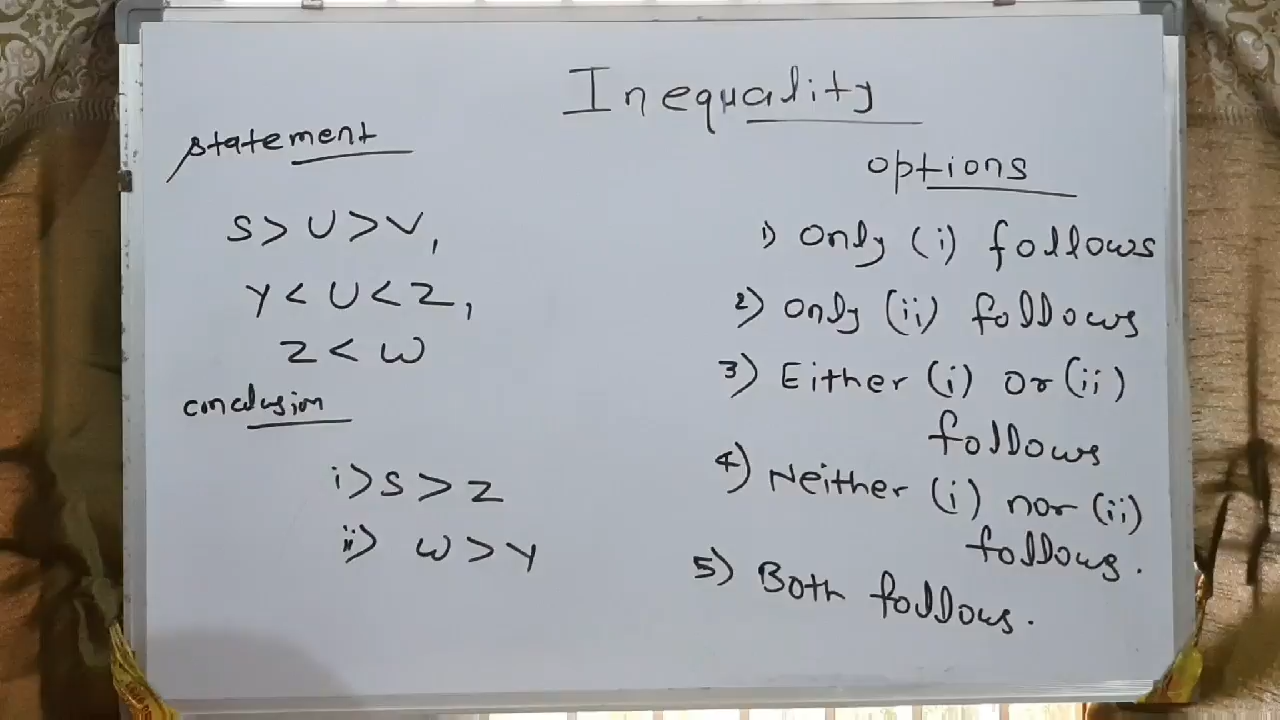 Inequality
statement
S > U > V,
Y < U < Z,
Z < W
conclusion
i) S > Z
ii) W > Y
options
1) Only (i) follows
2) Only (ii) follows
3) Either (i) or (ii)
follows
4) Neither (i) nor (ii)
follows.
5) Both follows.